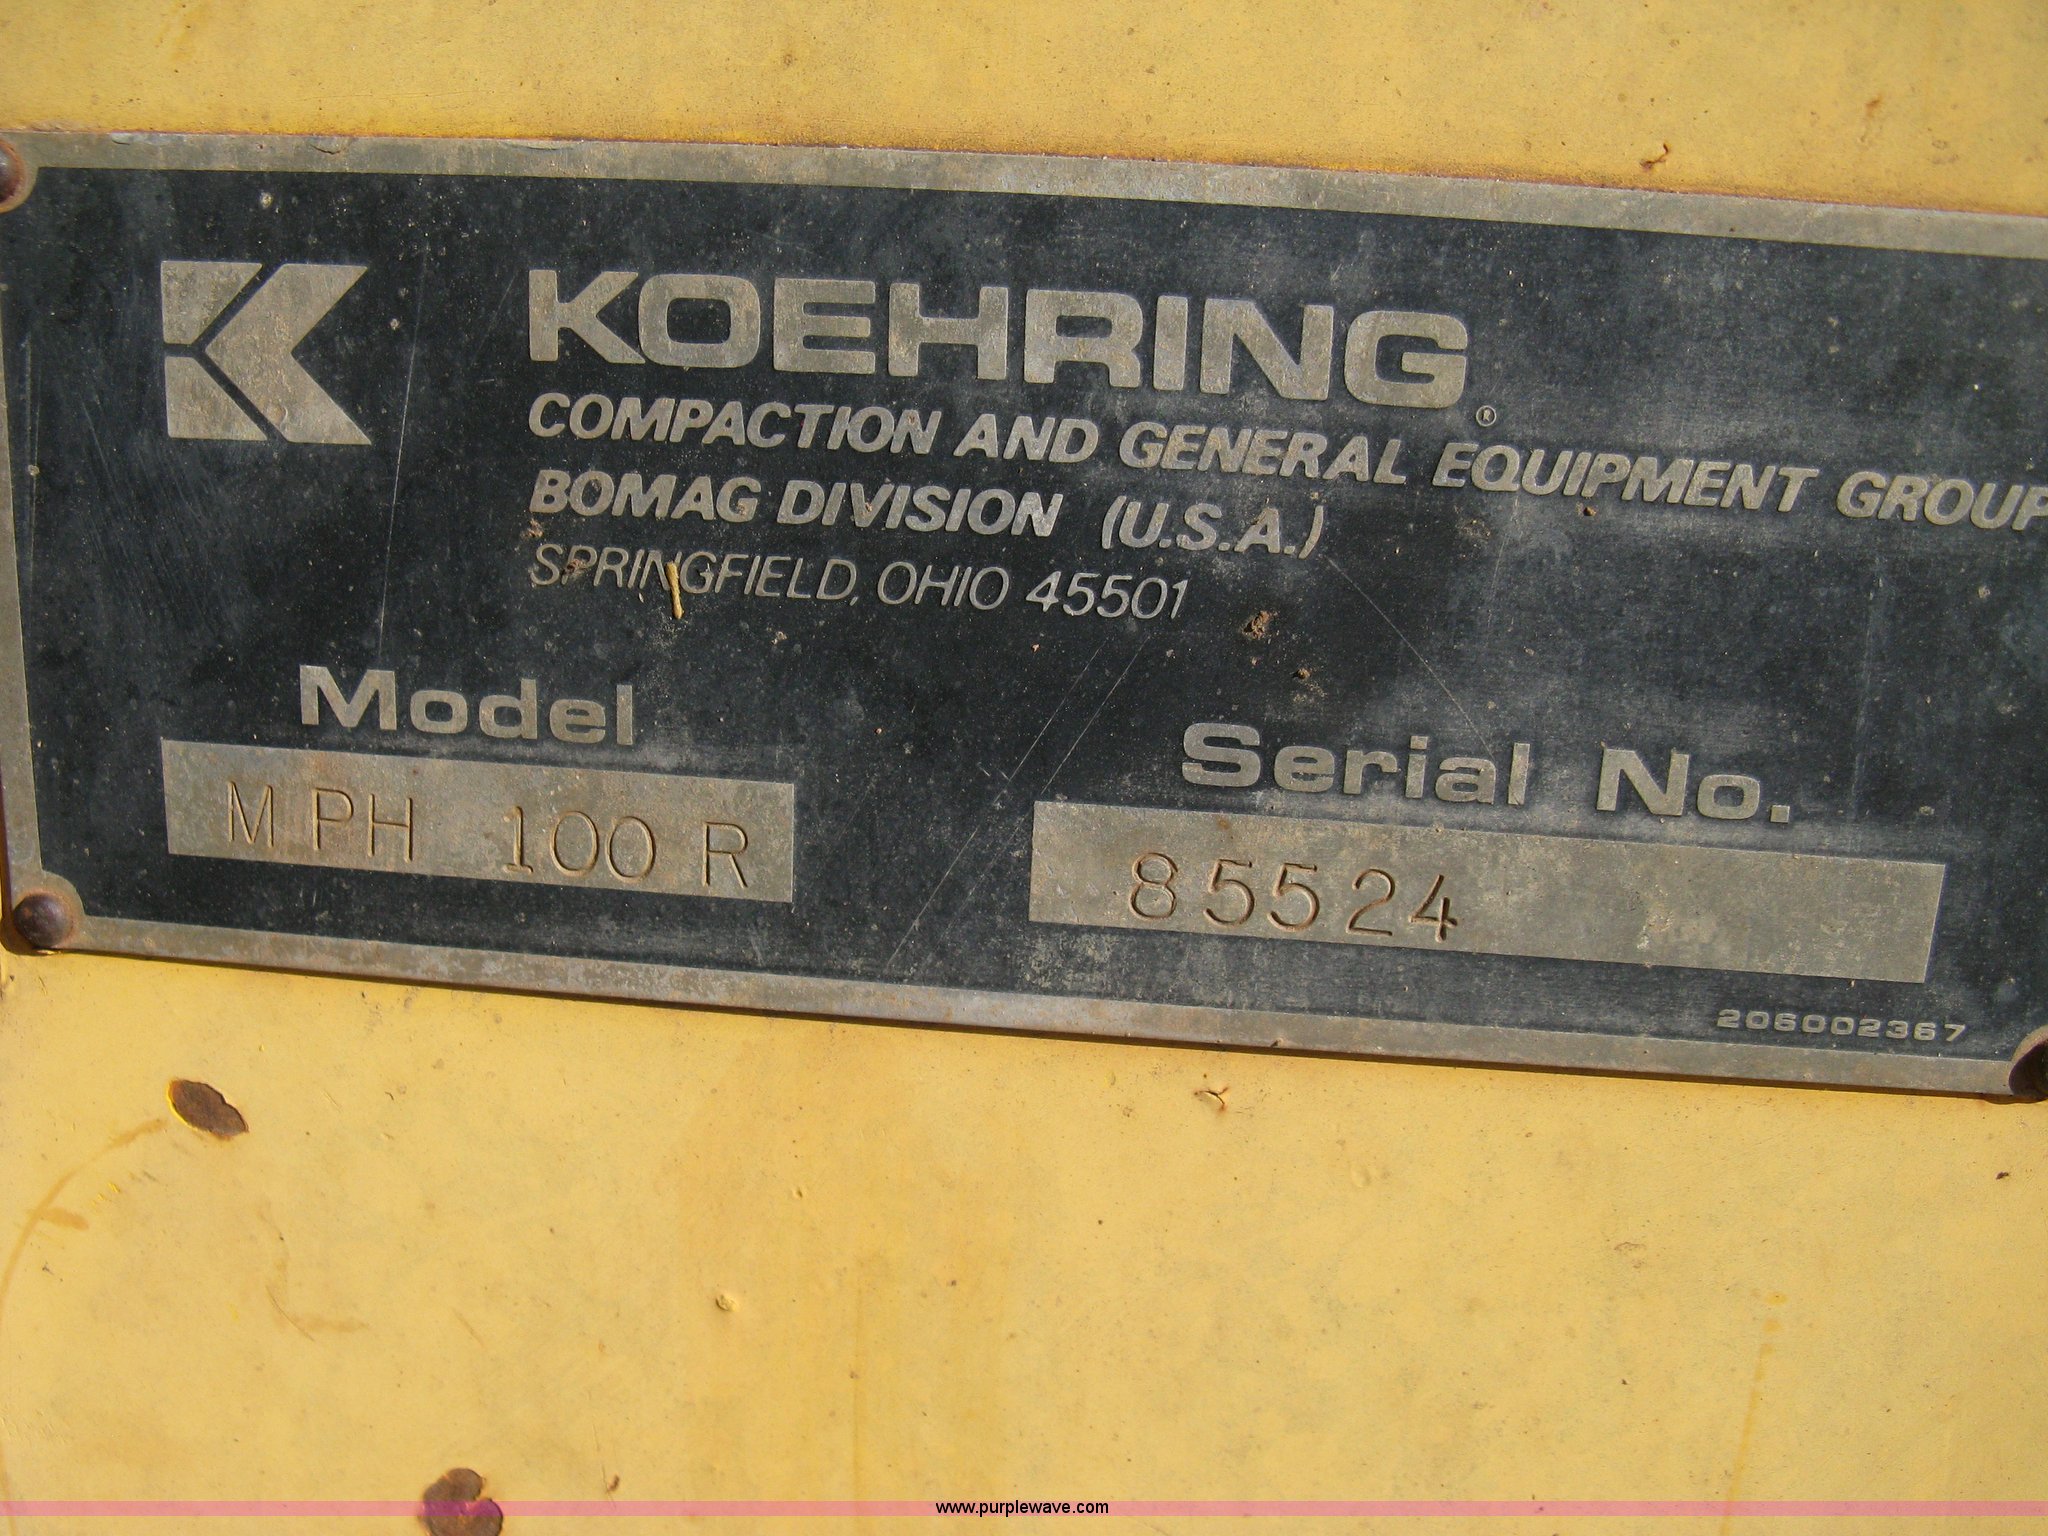 KOEHRING®
COMPACTION AND GENERAL EQUIPMENT GROUP
BOMAG DIVISION (U.S.A.)
SPRINGFIELD, OHIO 45501
Model
MPH 100 R
Serial No.
85524
206002367
www.purplewave.com